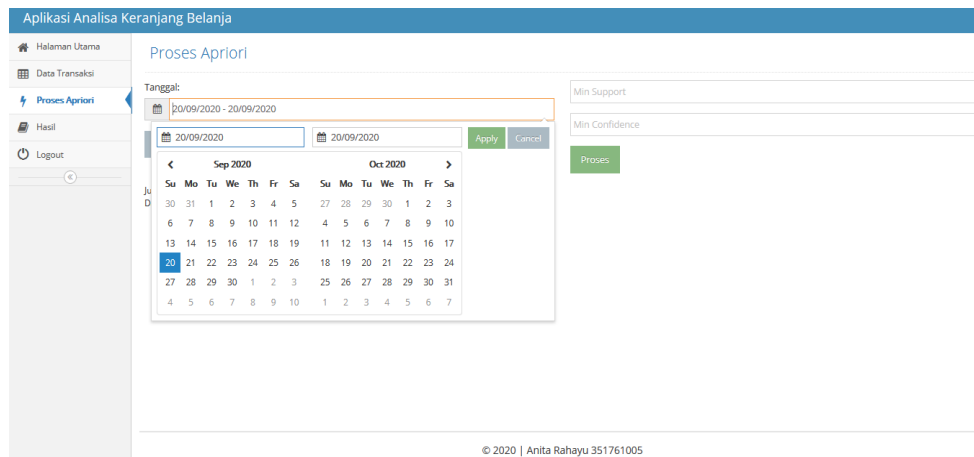 Aplikasi Analisa Keranjang Belanja
Halaman Utama
Data Transaksi
Proses Apriori
Hasil
Logout
Proses Apriori
Tanggal:
20/09/2020 - 20/09/2020
20/09/2020
20/09/2020
Apply
Cancel
Sep 2020
Su Mo Tu We Th Fr Sa
30 31 1 2 3 4 5
6 7 8 9 10 11 12
13 14 15 16 17 18 19
20 21 22 23 24 25 26
27 28 29 30 1 2 3
4 5 6 7 8 9 10
Oct 2020
Su Mo Tu We Th Fr Sa
27 28 29 30 1 2 3
4 5 6 7 8 9 10
11 12 13 14 15 16 17
18 19 20 21 22 23 24
25 26 27 28 29 30 31
1 2 3 4 5 6 7
Ju
D
Min Support
Min Confidence
Proses
© 2020 | Anita Rahayu 351761005